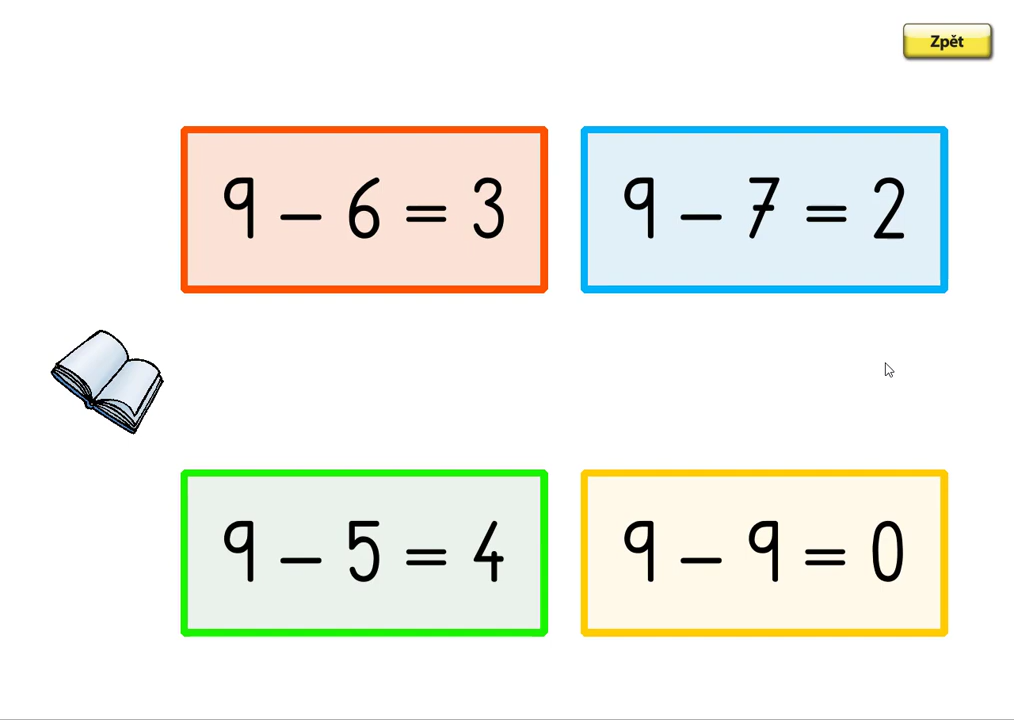 Zpět
9 – 6 = 3
9 – 7 = 2
9 – 5 = 4
9 – 9 = 0